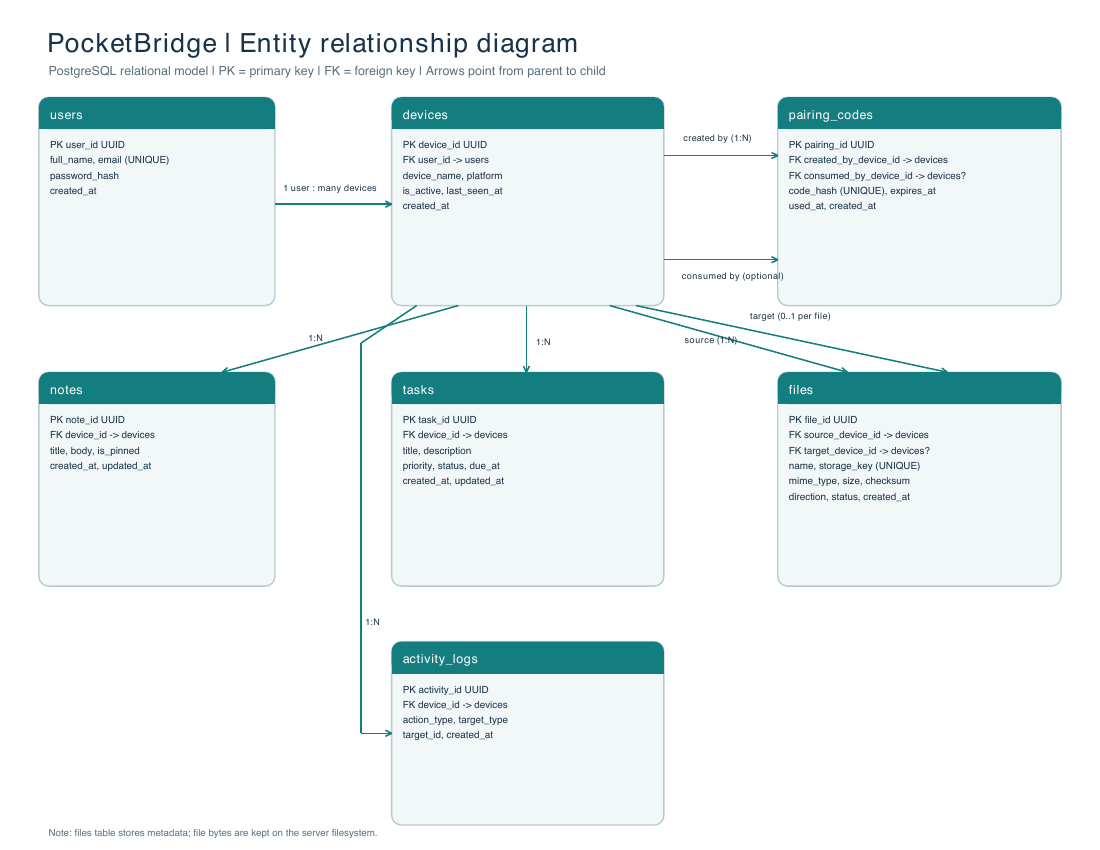 PocketBridge | Entity relationship diagram
PostgreSQL relational model | PK = primary key | FK = foreign key | Arrows point from parent to child
users
PK user_id UUID
full_name, email (UNIQUE)
password_hash
created_at
1 user : many devices
devices
PK device_id UUID
FK user_id -> users
device_name, platform
is_active, last_seen_at
created_at
created by (1:N)
consumed by (optional)
pairing_codes
PK pairing_id UUID
FK created_by_device_id -> devices
FK consumed_by_device_id -> devices?
code_hash (UNIQUE), expires_at
used_at, created_at
1:N
1:N
target (0..1 per file)
source (1:N)
notes
PK note_id UUID
FK device_id -> devices
title, body, is_pinned
created_at, updated_at
tasks
PK task_id UUID
FK device_id -> devices
title, description
priority, status, due_at
created_at, updated_at
files
PK file_id UUID
FK source_device_id -> devices
FK target_device_id -> devices?
name, storage_key (UNIQUE)
mime_type, size, checksum
direction, status, created_at
1:N
activity_logs
PK activity_id UUID
FK device_id -> devices
action_type, target_type
target_id, created_at
Note: files table stores metadata; file bytes are kept on the server filesystem.